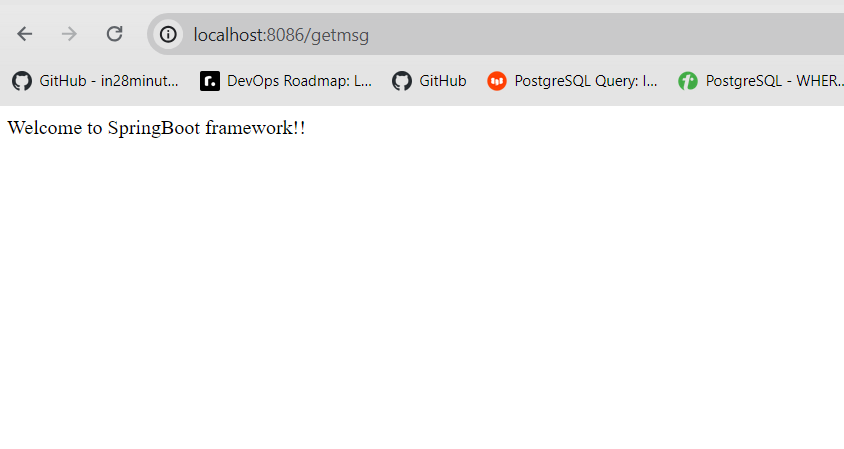 localhost:8086/getmsg
GitHub - in28minut... DevOps Roadmap: L... GitHub PostgreSQL Query: I... PostgreSQL - WHER...
Welcome to SpringBoot framework!!